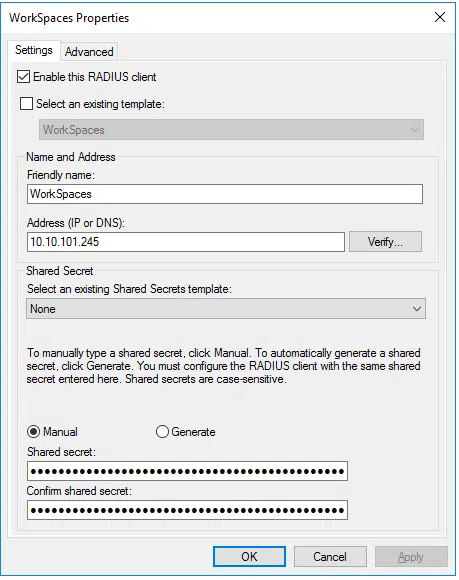 WorkSpaces Properties
Settings
Advanced
Enable this RADIUS client
Select an existing template:
WorkSpaces
Name and Address
Friendly name:
WorkSpaces
Address (IP or DNS):
10.10.101.245
Verify...
Shared Secret
Select an existing Shared Secrets template:
None
To manually type a shared secret, click Manual. To automatically generate a shared
secret, click Generate. You must configure the RADIUS client with the same shared
secret entered here. Shared secrets are case-sensitive.
Manual
Generate
Shared secret:
Confirm shared secret:
OK
Cancel
Apply